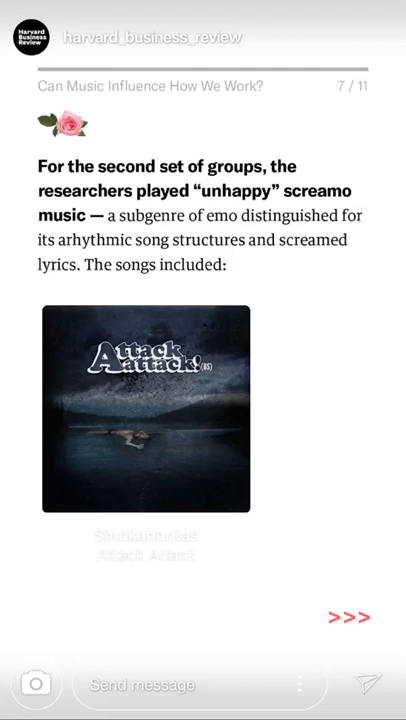 Harvard
Business
Review
harvard_business_review
Can Music Influence How We Work?
7 / 11
For the second set of groups, the
researchers played “unhappy” screamo
music — a subgenre of emo distinguished for
its arhythmic song structures and screamed
lyrics. The songs included:
Attack
attack!(US)
Smokahontas
Attack Attack
>>>
Send message